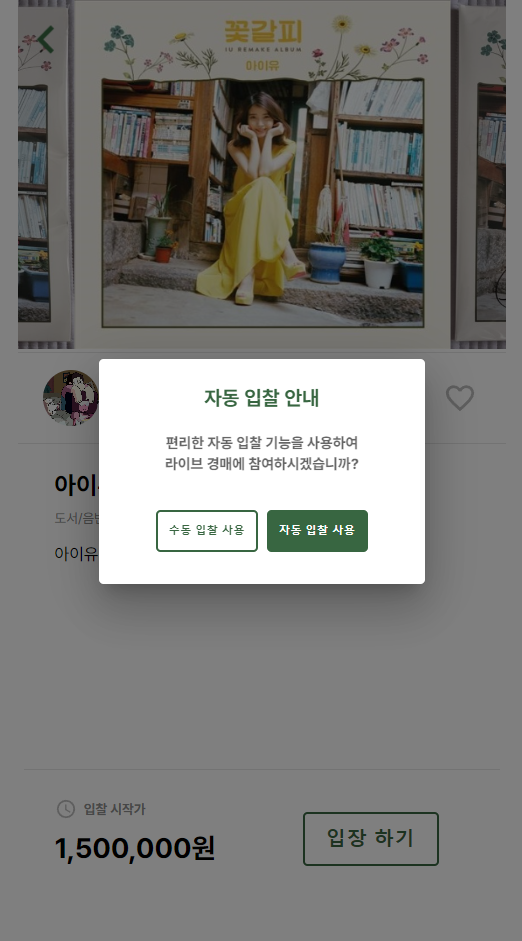 꽃갈피
IU REMAKE ALBUM
아이유
자동 입찰 안내
편리한 자동 입찰 기능을 사용하여
라이브 경매에 참여하시겠습니까?
수동 입찰 사용
자동 입찰 사용
아이
도서/음
아이유
입찰 시작가
1,500,000원
입장 하기